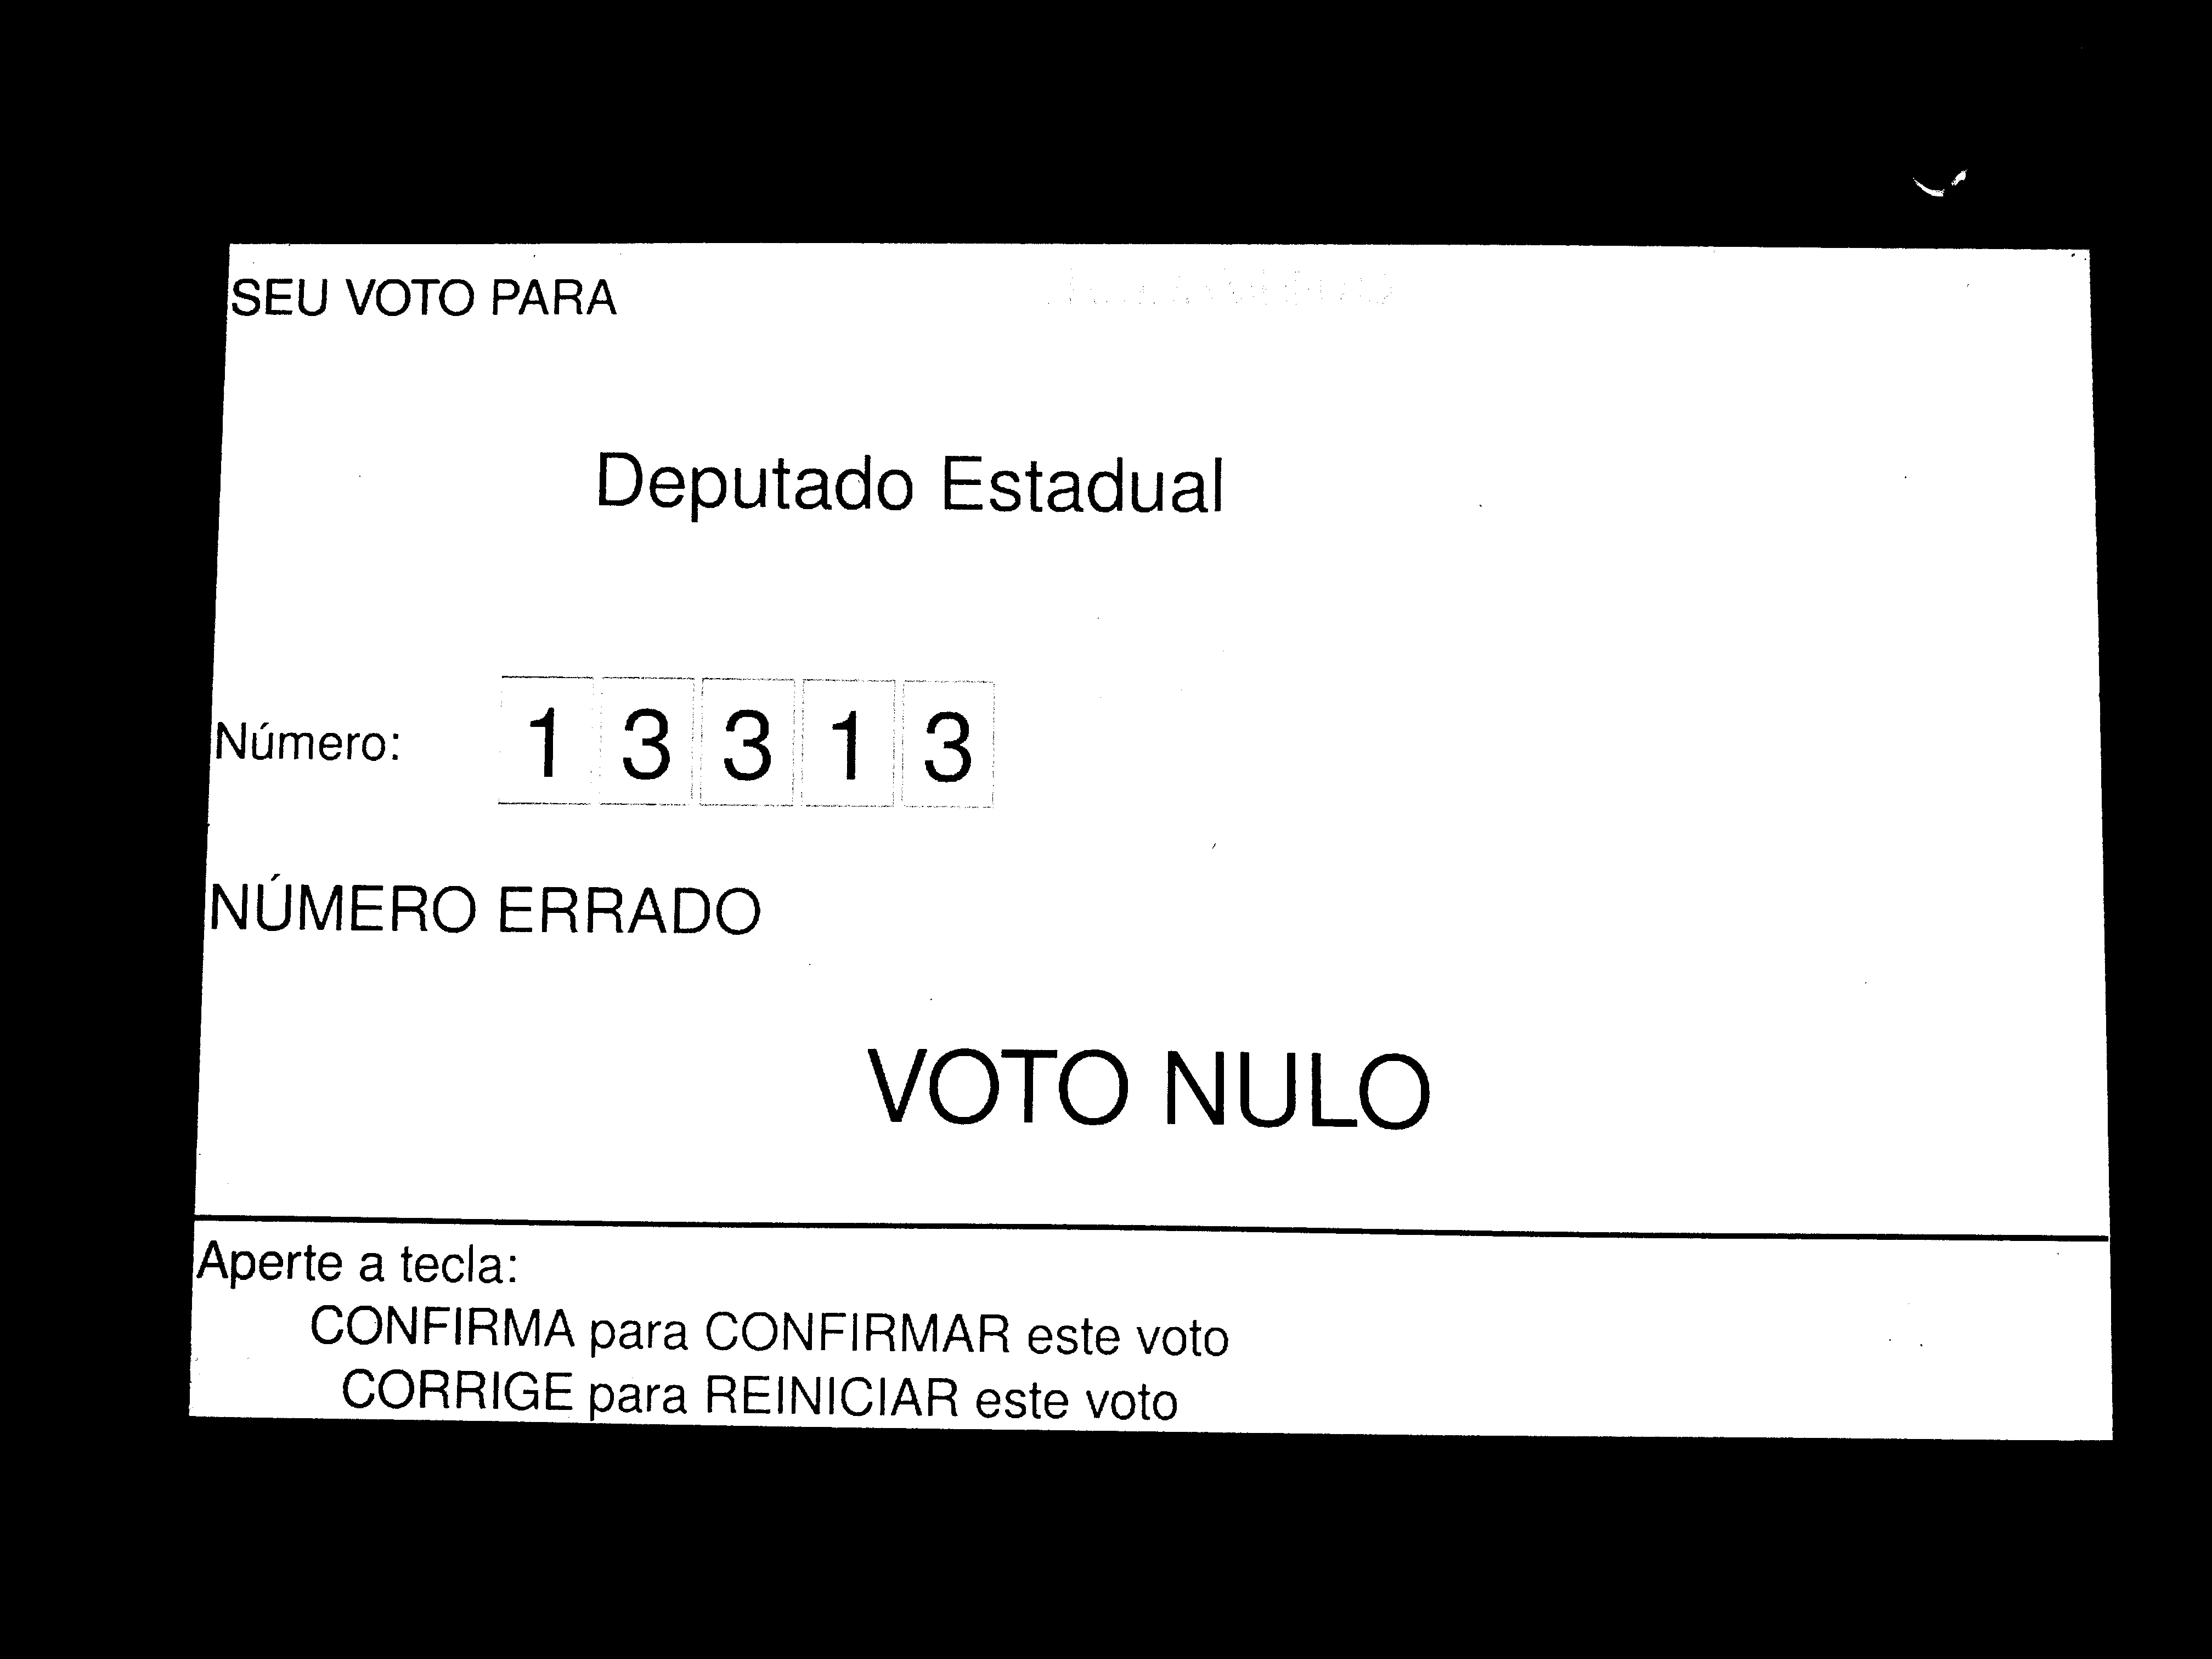 SEU VOTO PARA
Deputado Estadual
Número: 1 3 3 1 3
NÚMERO ERRADO
VOTO NULO
Aperte a tecla:
CONFIRMA para CONFIRMAR este voto
CORRIGE para REINICIAR este voto